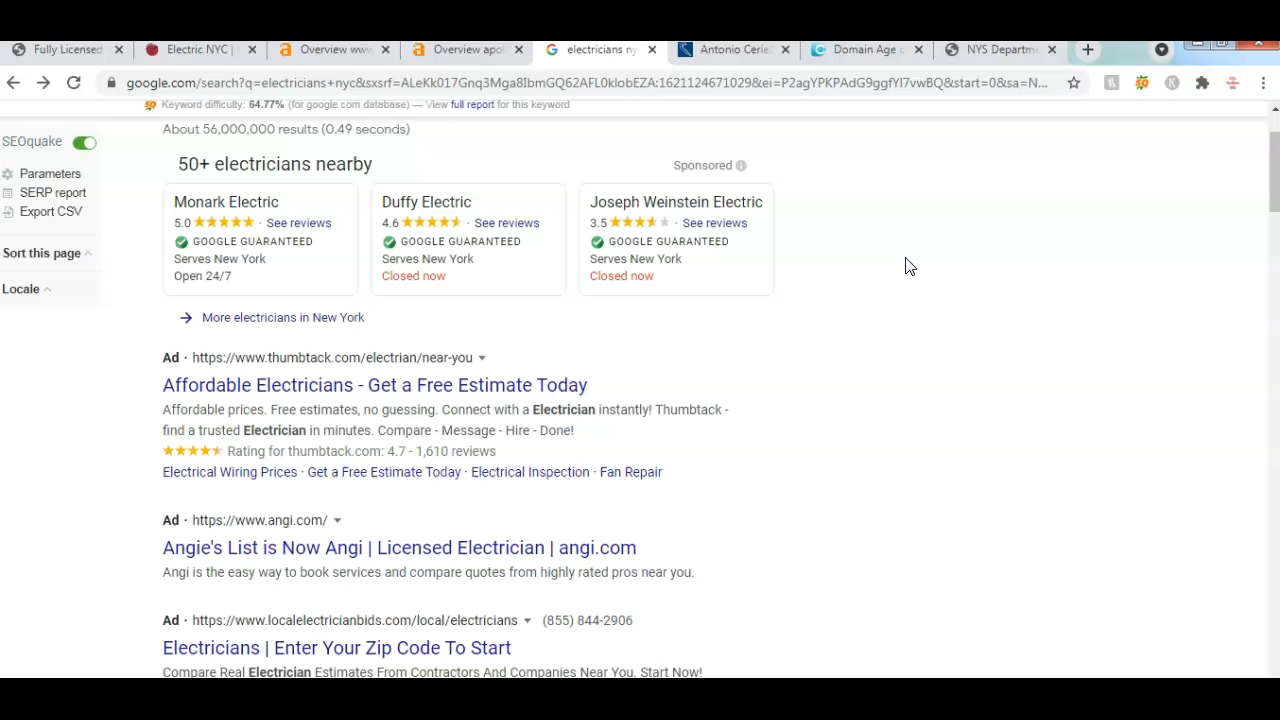 Fully Licensed
Electric NYC |
Overview www
Overview apol
electricians ny
Antonio Cerie
Domain Age c
NYS Departm
google.com/search?q=electricians+nyc&sxsrf=ALeKk017Gnq3Mga8IbmGQ62AFL0klobEZA:1621124671029&ei=P2agYPKPAdG9ggfYl7vwBQ&start=0&sa=N...
Keyword difficulty: 64.77% (for google.com database) — View full report for this keyword
About 56,000,000 results (0.49 seconds)
SEOquake
Parameters
SERP report
Export CSV
Sort this page
Locale
50+ electricians nearby
Sponsored
Monark Electric
5.0 · See reviews
GOOGLE GUARANTEED
Serves New York
Open 24/7
Duffy Electric
4.6 · See reviews
GOOGLE GUARANTEED
Serves New York
Closed now
Joseph Weinstein Electric
3.5 · See reviews
GOOGLE GUARANTEED
Serves New York
Closed now
More electricians in New York
Ad · https://www.thumbtack.com/electrian/near-you
Affordable Electricians - Get a Free Estimate Today
Affordable prices. Free estimates, no guessing. Connect with a Electrician instantly! Thumbtack -
find a trusted Electrician in minutes. Compare - Message - Hire - Done!
Rating for thumbtack.com: 4.7 - 1,610 reviews
Electrical Wiring Prices · Get a Free Estimate Today · Electrical Inspection · Fan Repair
Ad · https://www.angi.com/
Angie's List is Now Angi | Licensed Electrician | angi.com
Angi is the easy way to book services and compare quotes from highly rated pros near you.
Ad · https://www.localelectricianbids.com/local/electricians (855) 844-2906
Electricians | Enter Your Zip Code To Start
Compare Real Electrician Estimates From Contractors And Companies Near You. Start Now!